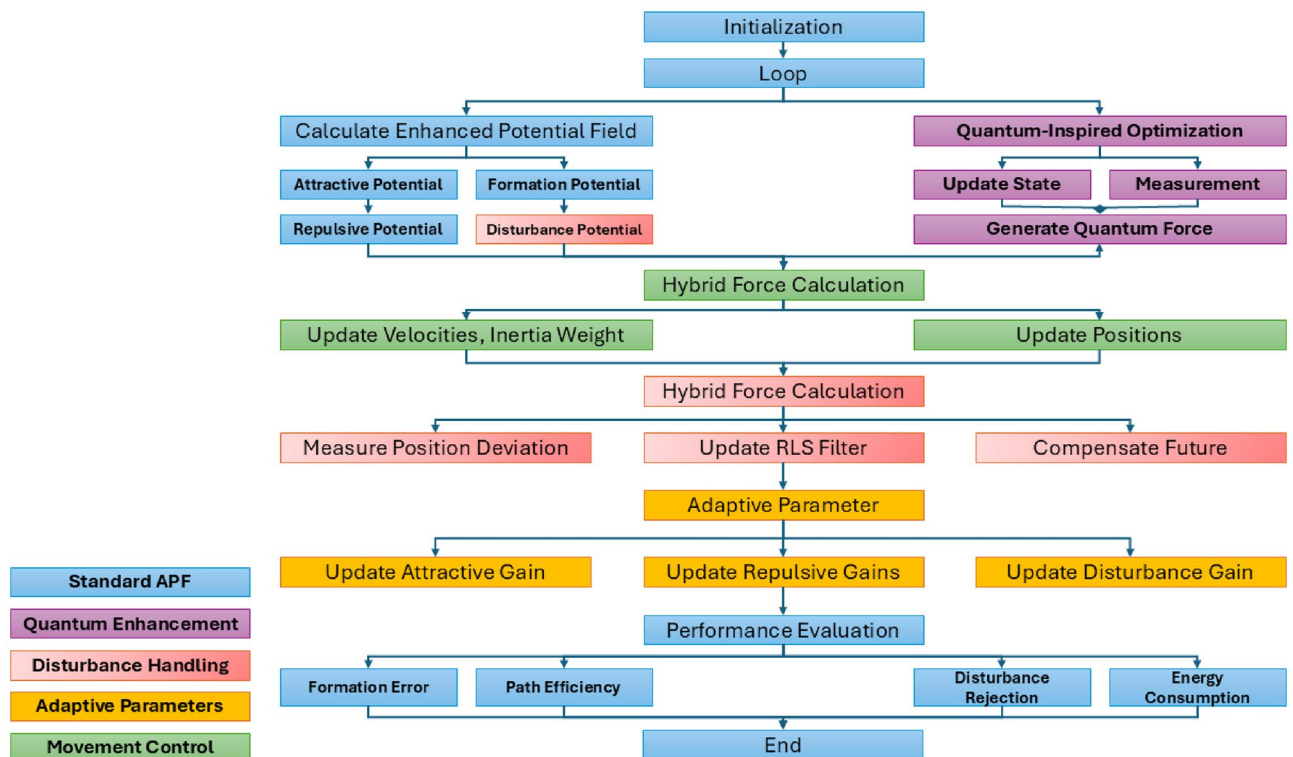 Initialization
Loop
Calculate Enhanced Potential Field
Quantum-Inspired Optimization
Attractive Potential
Formation Potential
Update State
Measurement
Repulsive Potential
Disturbance Potential
Generate Quantum Force
Hybrid Force Calculation
Update Velocities, Inertia Weight
Update Positions
Hybrid Force Calculation
Measure Position Deviation
Update RLS Filter
Compensate Future
Adaptive Parameter
Update Attractive Gain
Update Repulsive Gains
Update Disturbance Gain
Performance Evaluation
Formation Error
Path Efficiency
Disturbance
Rejection
Energy
Consumption
End
Standard APF
Quantum Enhancement
Disturbance Handling
Adaptive Parameters
Movement Control